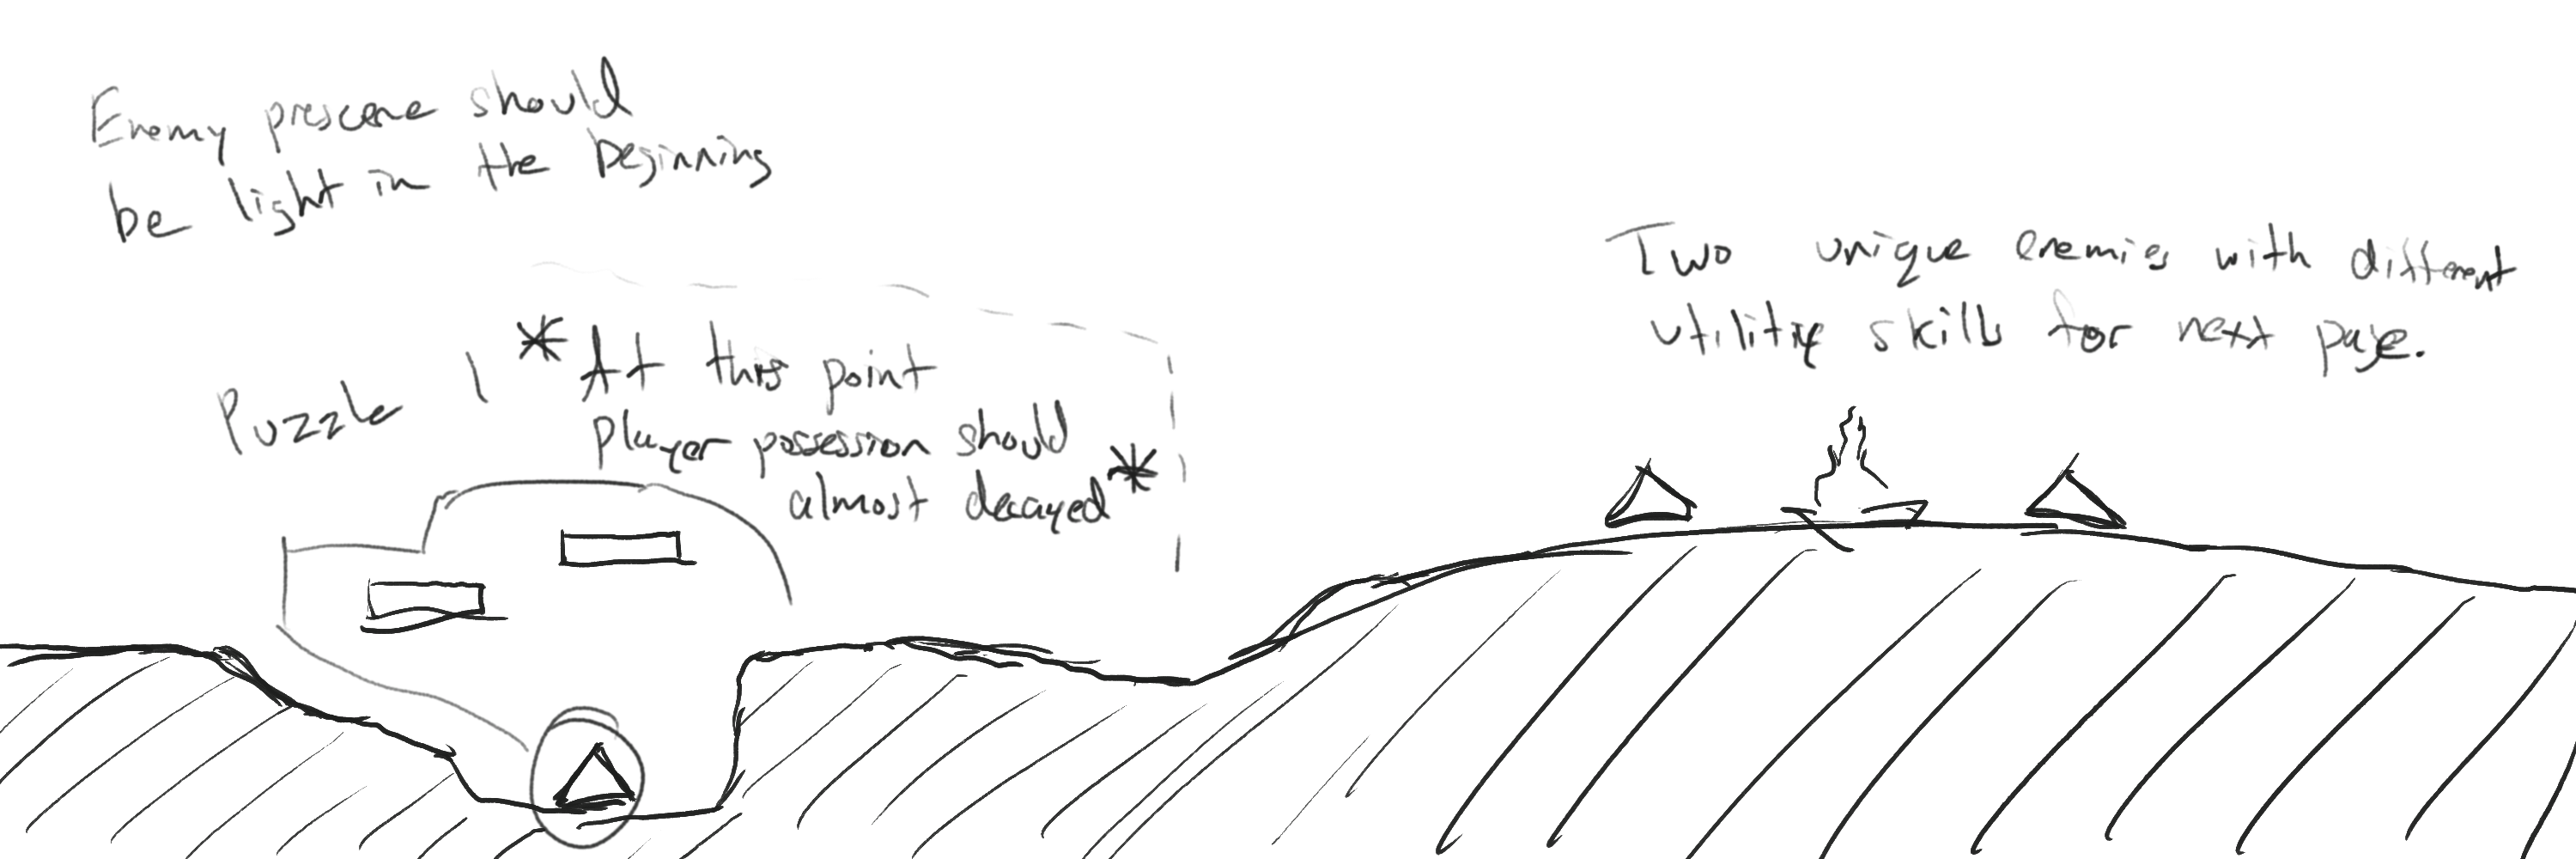 Enemy prescene should
be light in the beginning
Two unique enemies with different
utility skills for next page.
Puzzle 1
*At this point
player possession should
almost decayed*